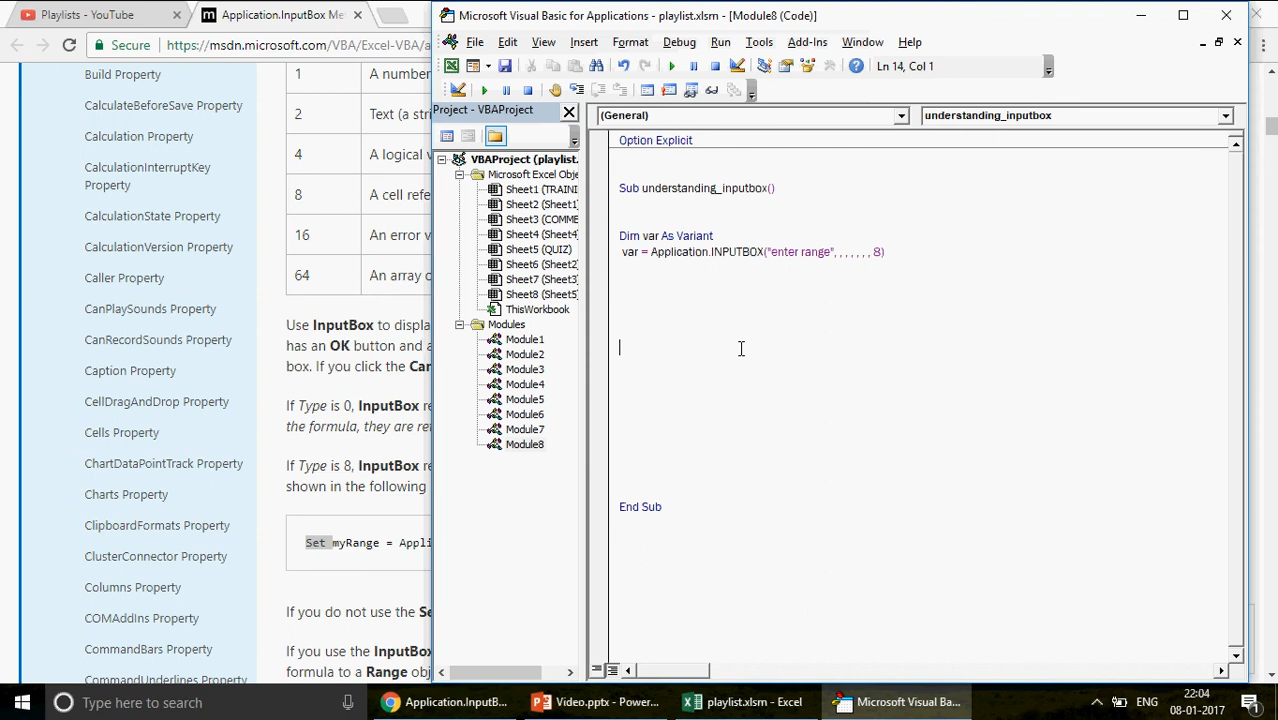 Playlists - YouTube
Application.InputBox Me
Secure
https://msdn.microsoft.com/VBA/Excel-VBA/a
Build Property
CalculateBeforeSave Property
Calculation Property
CalculationInterruptKey
Property
CalculationState Property
CalculationVersion Property
Caller Property
CanPlaySounds Property
CanRecordSounds Property
Caption Property
CellDragAndDrop Property
Cells Property
ChartDataPointTrack Property
Charts Property
ClipboardFormats Property
ClusterConnector Property
Columns Property
COMAddIns Property
CommandBars Property
CommandUnderlines Property
1 A number
2 Text (a stri
4 A logical v
8 A cell refe
16 An error v
64 An array o
Use InputBox to display
has an OK button and a
box. If you click the Can
If Type is 0, InputBox re
the formula, they are ret
If Type is 8, InputBox re
shown in the following
Set myRange = Appli
If you do not use the Se
If you use the InputBox
formula to a Range obj
Microsoft Visual Basic for Applications - playlist.xlsm - [Module8 (Code)]
File Edit View Insert Format Debug Run Tools Add-Ins Window Help
Ln 14, Col 1
Project - VBAProject
VBAProject (playlist.
Microsoft Excel Obje
Sheet1 (TRAINI
Sheet2 (Sheet1)
Sheet3 (COMME
Sheet4 (Sheet4)
Sheet5 (QUIZ)
Sheet6 (Sheet2)
Sheet7 (Sheet3)
Sheet8 (Sheet5)
ThisWorkbook
Modules
Module1
Module2
Module3
Module4
Module5
Module6
Module7
Module8
(General)
understanding_inputbox
Option Explicit
Sub understanding_inputbox()
Dim var As Variant
var = Application.INPUTBOX("enter range", , , , , , , 8)
End Sub
Type here to search
Application.InputB...
Video.pptx - Power...
playlist.xlsm - Excel
Microsoft Visual Ba...
ENG
22:04
08-01-2017
1